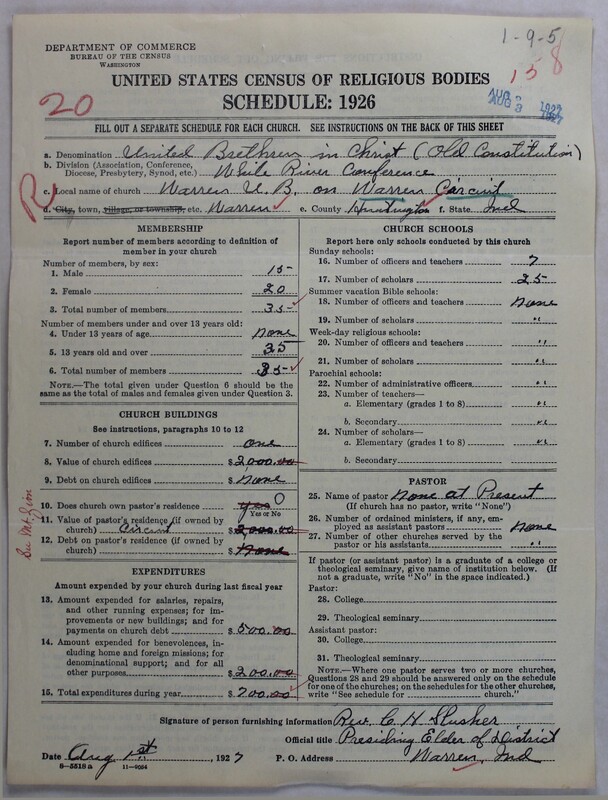 1-9-5
158
DEPARTMENT OF COMMERCE
BUREAU OF THE CENSUS
WASHINGTON
UNITED STATES CENSUS OF RELIGIOUS BODIES
SCHEDULE: 1926
20
AUG 3 1927
FILL OUT A SEPARATE SCHEDULE FOR EACH CHURCH. SEE INSTRUCTIONS ON THE BACK OF THIS SHEET
a. Denomination United Brethren in Christ (Old Constitution)
b. Division (Association, Conference,
Diocese, Presbytery, Synod, etc.) White River Conference
c. Local name of church Warren U.B. on Warren Circuit
R
d. City, town, village, or township, etc. Warren e. County Huntington f. State Ind
MEMBERSHIP
Report number of members according to definition of
member in your church
Number of members, by sex:
1. Male 15
2. Female 20
3. Total number of members 35
Number of members under and over 13 years old:
4. Under 13 years of age none
5. 13 years old and over 35
6. Total number of members 35
NOTE.—The total given under Question 6 should be
the same as the total of males and females given under Question 3.
CHURCH BUILDINGS
See instructions, paragraphs 10 to 12
7. Number of church edifices one
8. Value of church edifices $2000.00
9. Debt on church edifices $None
10. Does church own pastor's residence yes 0
Yes or No
11. Value of pastor's residence (if owned by
church) Circuit $2,000.00
12. Debt on pastor's residence (if owned by
church) $None
See Mt. Zion
EXPENDITURES
Amount expended by your church during last fiscal year
13. Amount expended for salaries, repairs,
and other running expenses; for im-
provements or new buildings; and for
payments on church debt $500.00
14. Amount expended for benevolences, in-
cluding home and foreign missions; for
denominational support; and for all
other purposes $200.00
15. Total expenditures during year $700.00
CHURCH SCHOOLS
Report here only schools conducted by this church
Sunday schools:
16. Number of officers and teachers 7
17. Number of scholars 25
Summer vacation Bible schools:
18. Number of officers and teachers None
19. Number of scholars "
Week-day religious schools:
20. Number of officers and teachers "
21. Number of scholars "
Parochial schools:
22. Number of administrative officers "
23. Number of teachers—
a. Elementary (grades 1 to 8) "
b. Secondary "
24. Number of scholars—
a. Elementary (grades 1 to 8) "
b. Secondary
PASTOR
25. Name of pastor None at Present
(If church has no pastor, write "None")
26. Number of ordained ministers, if any, em-
ployed as assistant pastors None
27. Number of other churches served by the
pastor or his assistants "
If pastor (or assistant pastor) is a graduate of a college or
theological seminary, give name of institution below. (If
not a graduate, write "No" in the space indicated.)
Pastor:
28. College
29. Theological seminary
Assistant pastor:
30. College
31. Theological seminary
NOTE.—Where one pastor serves two or more churches,
Questions 28 and 29 should be answered only on the schedule
for one of the churches; on the schedules for the other churches,
write "See schedule for church."
Signature of person furnishing information Rev. C H Slusher
Official title Presiding Elder of District
Date Aug 1st 1927 P. O. Address Warren, Ind
8-5518 a 11-9094